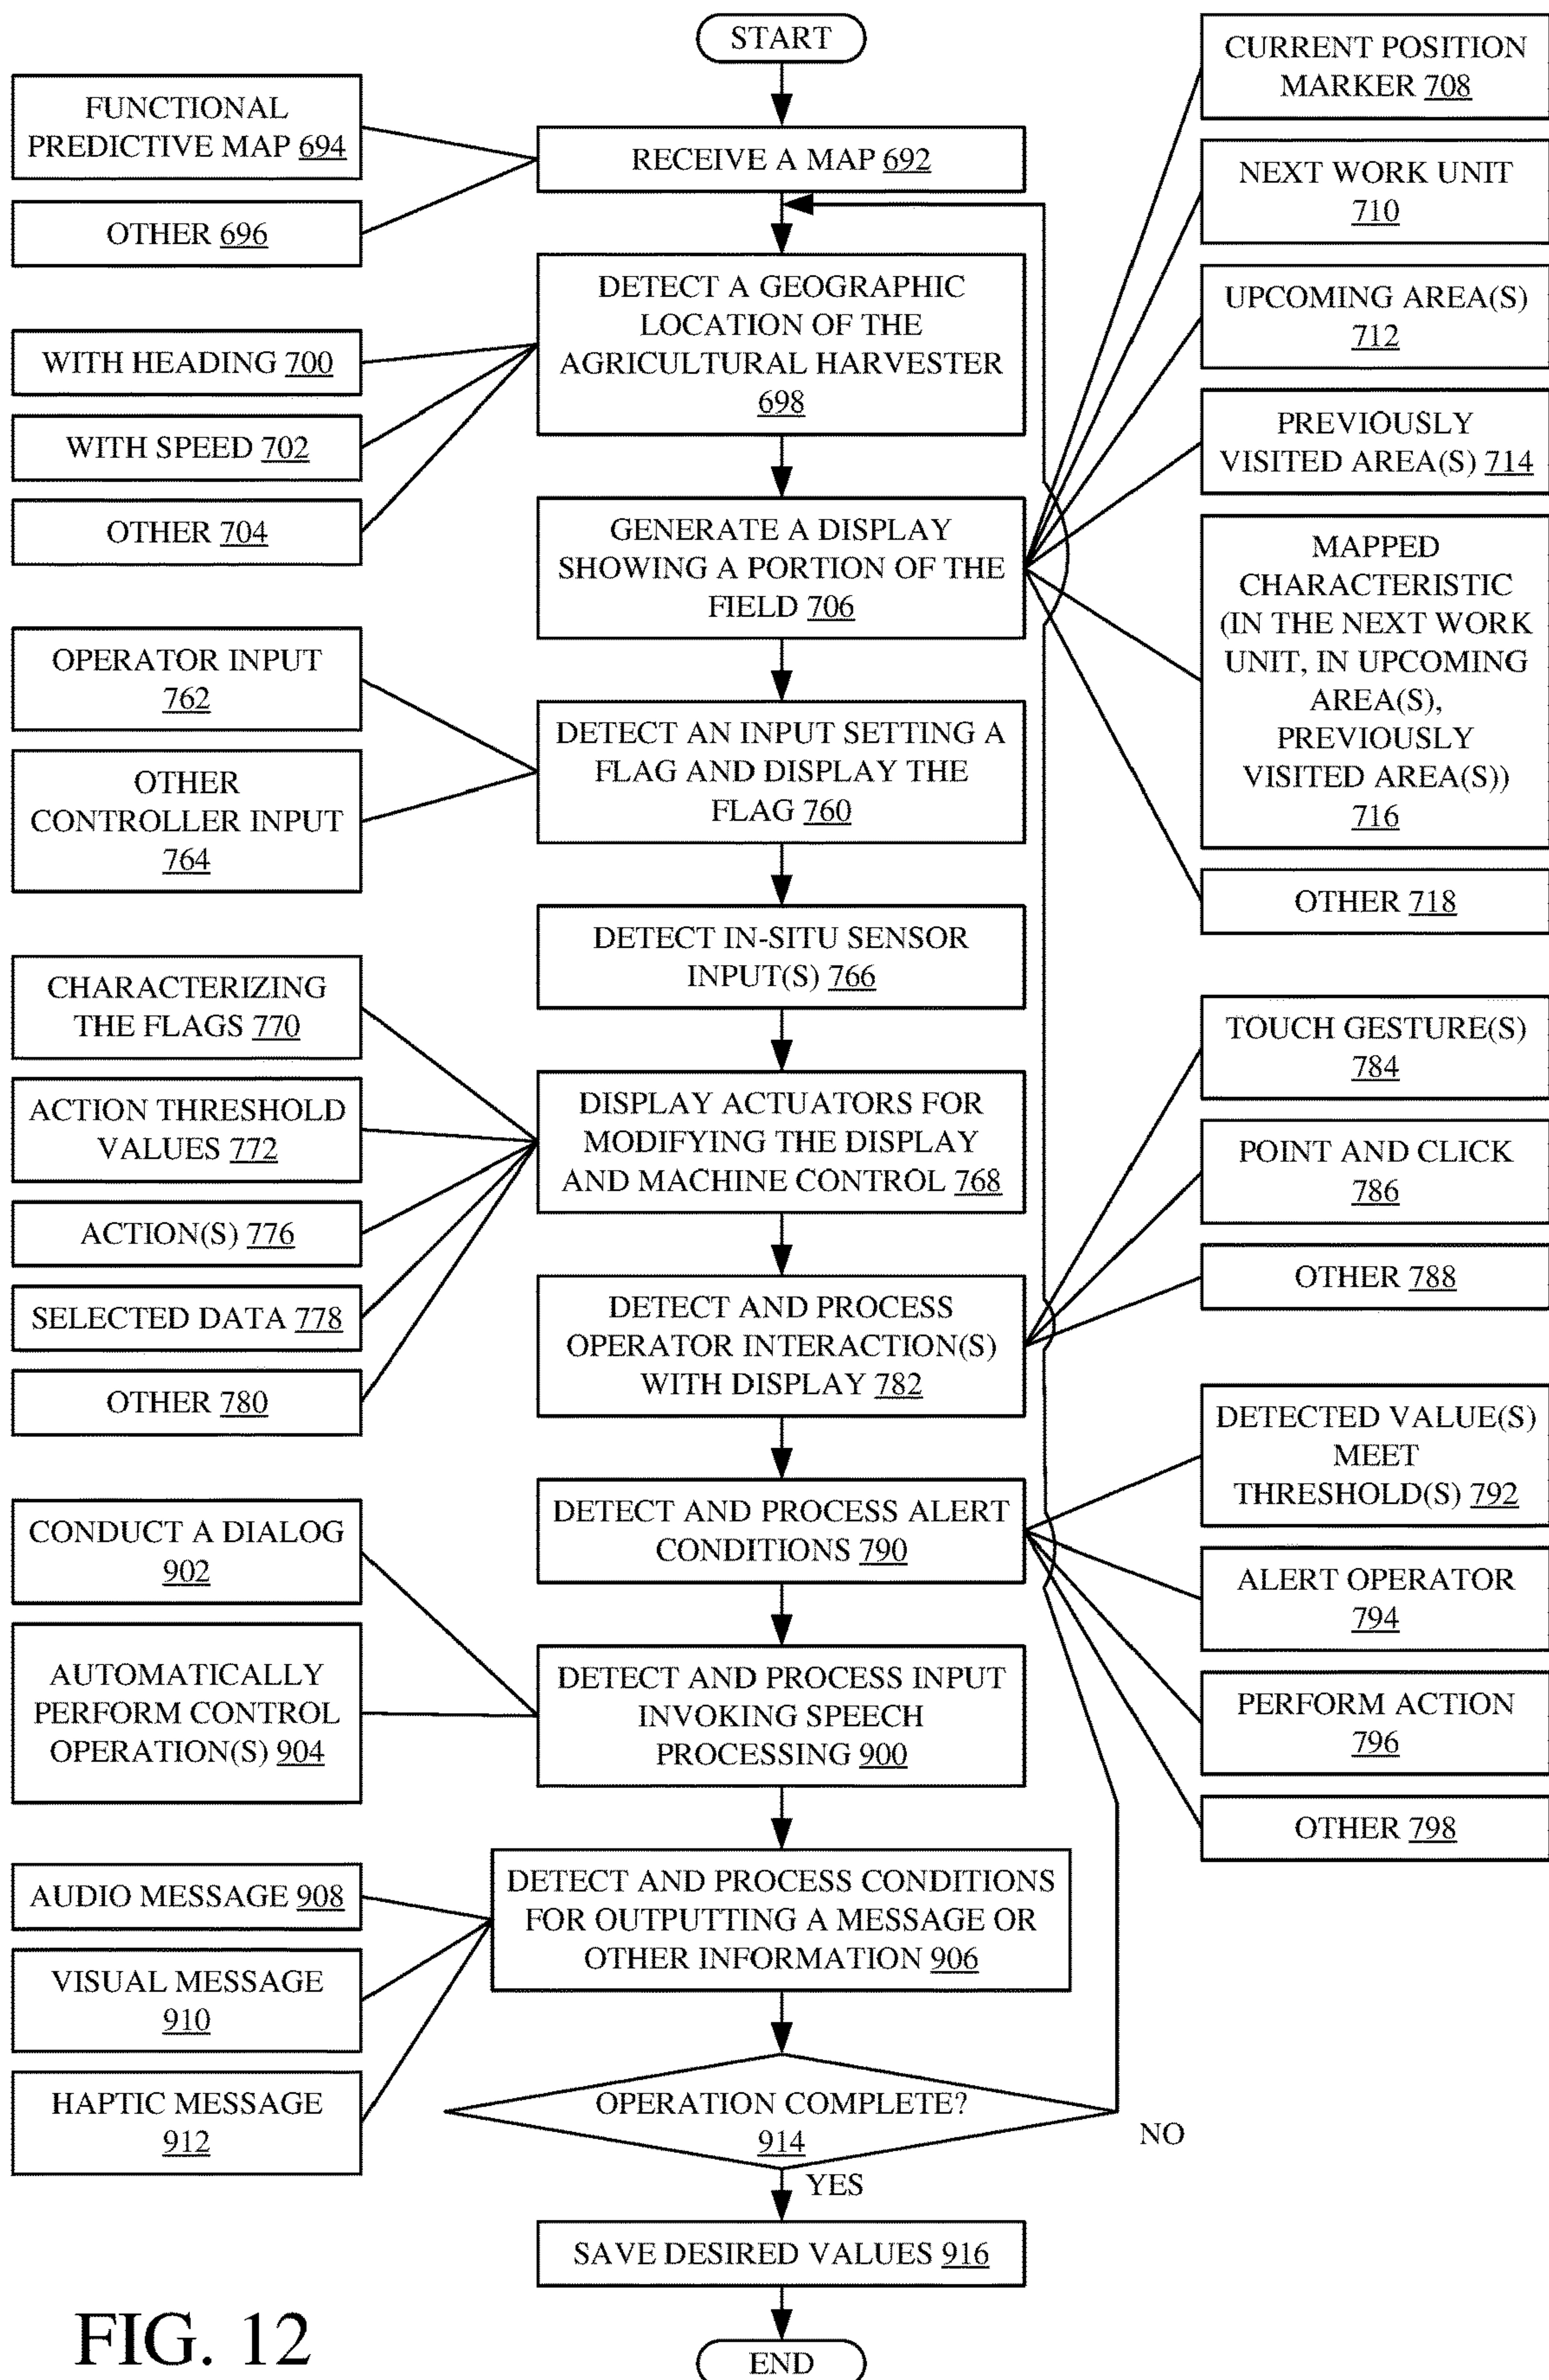 START
RECEIVE A MAP 692
FUNCTIONAL
PREDICTIVE MAP 694
OTHER 696
DETECT A GEOGRAPHIC
LOCATION OF THE
AGRICULTURAL HARVESTER
698
WITH HEADING 700
WITH SPEED 702
OTHER 704
GENERATE A DISPLAY
SHOWING A PORTION OF THE
FIELD 706
CURRENT POSITION
MARKER 708
NEXT WORK UNIT
710
UPCOMING AREA(S)
712
PREVIOUSLY
VISITED AREA(S) 714
MAPPED
CHARACTERISTIC
(IN THE NEXT WORK
UNIT, IN UPCOMING
AREA(S),
PREVIOUSLY
VISITED AREA(S))
716
OTHER 718
DETECT AN INPUT SETTING A
FLAG AND DISPLAY THE
FLAG 760
OPERATOR INPUT
762
OTHER
CONTROLLER INPUT
764
DETECT IN-SITU SENSOR
INPUT(S) 766
DISPLAY ACTUATORS FOR
MODIFYING THE DISPLAY
AND MACHINE CONTROL 768
CHARACTERIZING
THE FLAGS 770
ACTION THRESHOLD
VALUES 772
ACTION(S) 776
SELECTED DATA 778
OTHER 780
DETECT AND PROCESS
OPERATOR INTERACTION(S)
WITH DISPLAY 782
TOUCH GESTURE(S)
784
POINT AND CLICK
786
OTHER 788
DETECT AND PROCESS ALERT
CONDITIONS 790
DETECTED VALUE(S)
MEET
THRESHOLD(S) 792
ALERT OPERATOR
794
PERFORM ACTION
796
OTHER 798
DETECT AND PROCESS INPUT
INVOKING SPEECH
PROCESSING 900
CONDUCT A DIALOG
902
AUTOMATICALLY
PERFORM CONTROL
OPERATION(S) 904
DETECT AND PROCESS CONDITIONS
FOR OUTPUTTING A MESSAGE OR
OTHER INFORMATION 906
AUDIO MESSAGE 908
VISUAL MESSAGE
910
HAPTIC MESSAGE
912
OPERATION COMPLETE?
914
NO
YES
SAVE DESIRED VALUES 916
END
FIG. 12